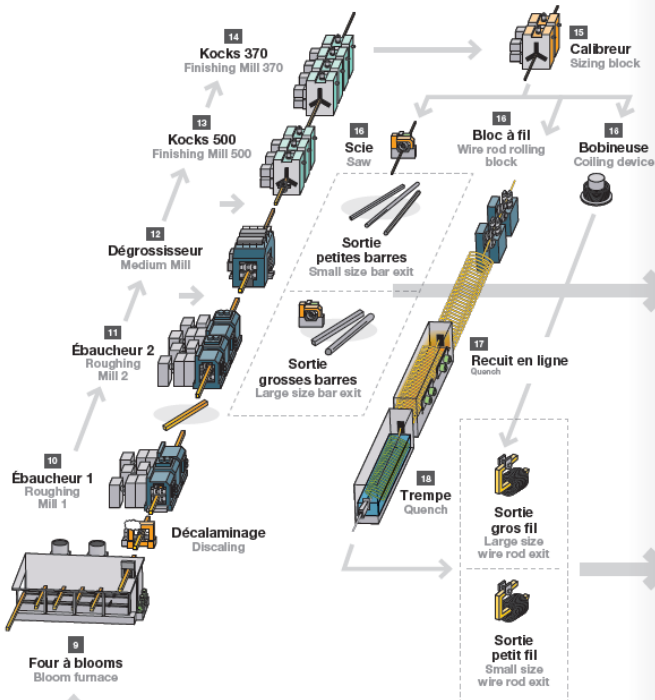 14
Kocks 370
Finishing Mill 370
15
Calibreur
Sizing block
13
Kocks 500
Finishing Mill 500
16
Scie
Saw
16
Bloc à fil
Wire rod rolling
block
16
Bobineuse
Coiling device
12
Dégrossisseur
Medium Mill
Sortie
petites barres
Small size bar exit
11
Ébaucheur 2
Roughing
Mill 2
Sortie
grosses barres
Large size bar exit
17
Recuit en ligne
Quench
10
Ébaucheur 1
Roughing
Mill 1
18
Trempe
Quench
Décalaminage
Discaling
Sortie
gros fil
Large size
wire rod exit
9
Four à blooms
Bloom furnace
Sortie
petit fil
Small size
wire rod exit